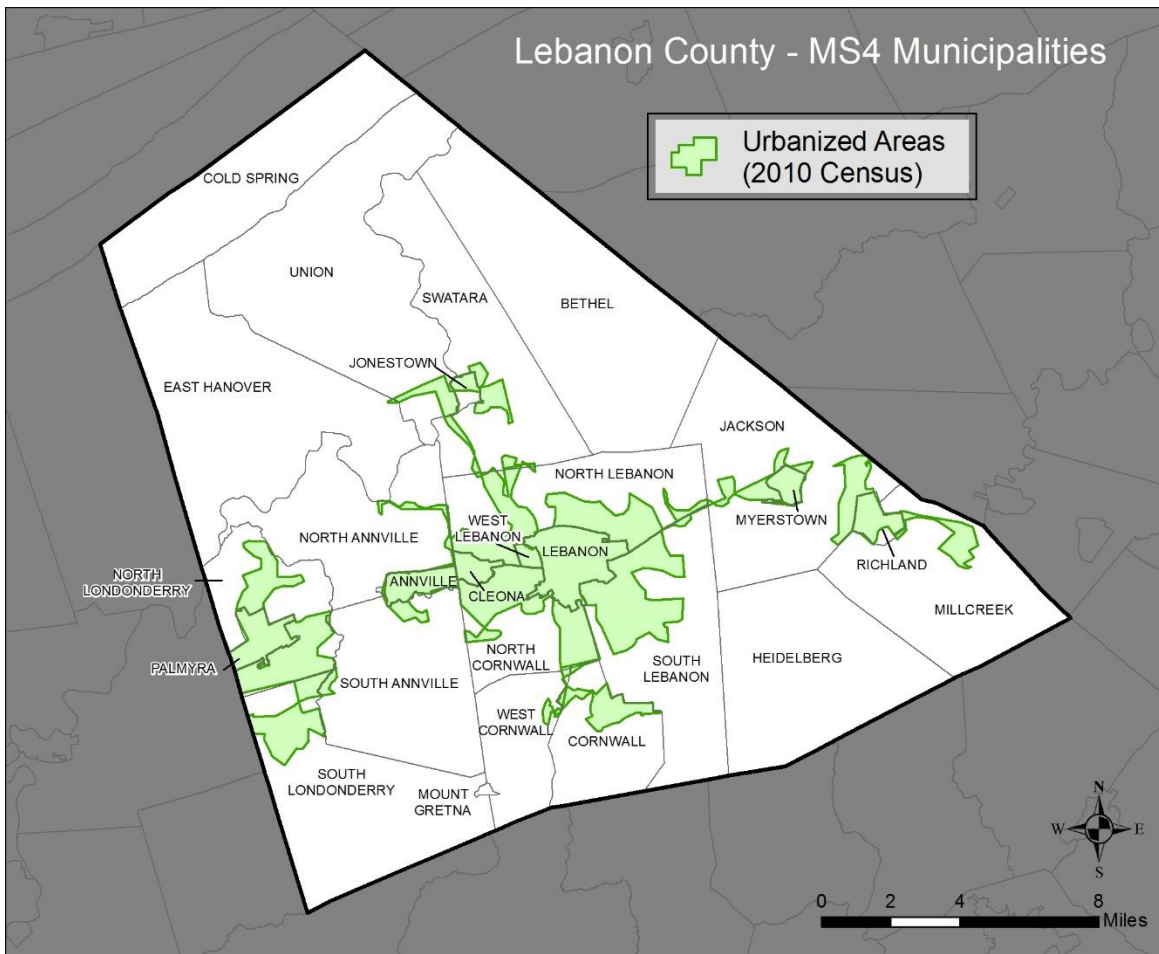 Lebanon County - MS4 Municipalities
Urbanized Areas
(2010 Census)
COLD SPRING
UNION
SWATARA
BETHEL
JONESTOWN
EAST HANOVER
JACKSON
NORTH LEBANON
WEST
LEBANON
MYERSTOWN
NORTH ANNVILLE
LEBANON
RICHLAND
NORTH
LONDONDERRY
ANNVILLE
CLEONA
MILLCREEK
PALMYRA
NORTH
CORNWALL
SOUTH
LEBANON
HEIDELBERG
SOUTH ANNVILLE
WEST
CORNWALL
CORNWALL
SOUTH
LONDONDERRY
MOUNT
GRETNA
N
W
E
S
0 2 4 8
Miles